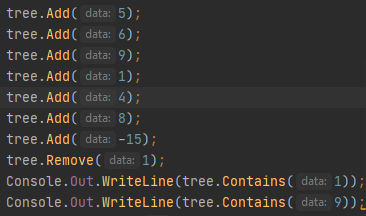 tree.Add( data: 5);
tree.Add( data: 6);
tree.Add( data: 9);
tree.Add( data: 1);
tree.Add( data: 4);
tree.Add( data: 8);
tree.Add( data: -15);
tree.Remove( data: 1);
Console.Out.WriteLine(tree.Contains( data: 1));
Console.Out.WriteLine(tree.Contains( data: 9));